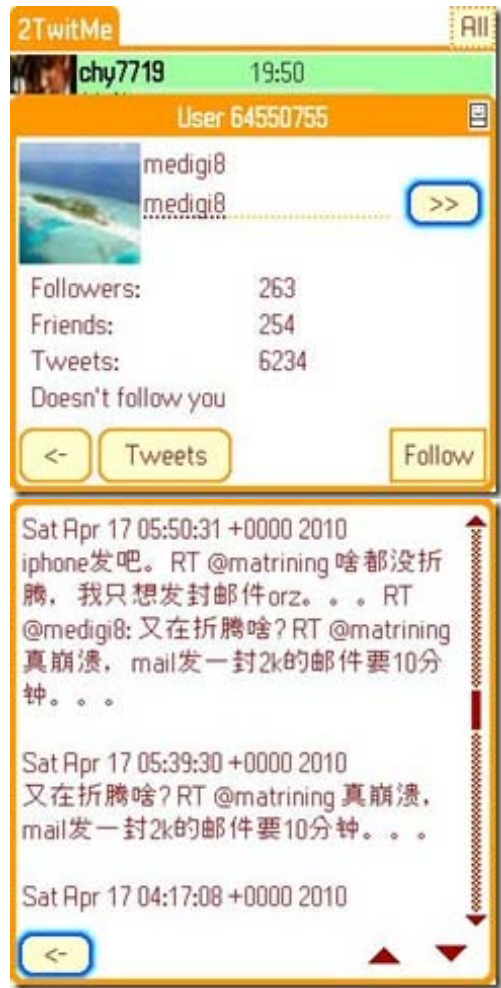 2TwitMe
All
chy7719 19:50
User 64550755
medigi8
medigi8
>>
Followers: 263
Friends: 254
Tweets: 6234
Doesn't follow you
<- Tweets Follow
Sat Apr 17 05:50:31 +0000 2010
iphone发吧。RT @matrining 啥都没折
腾，我只想发封邮件orz。。。RT
@medigi8: 又在折腾啥? RT @matrining
真崩溃，mail发一封2k的邮件要10分
钟。。。
Sat Apr 17 05:39:30 +0000 2010
又在折腾啥? RT @matrining 真崩溃，
mail发一封2k的邮件要10分钟。。。
Sat Apr 17 04:17:08 +0000 2010
<-